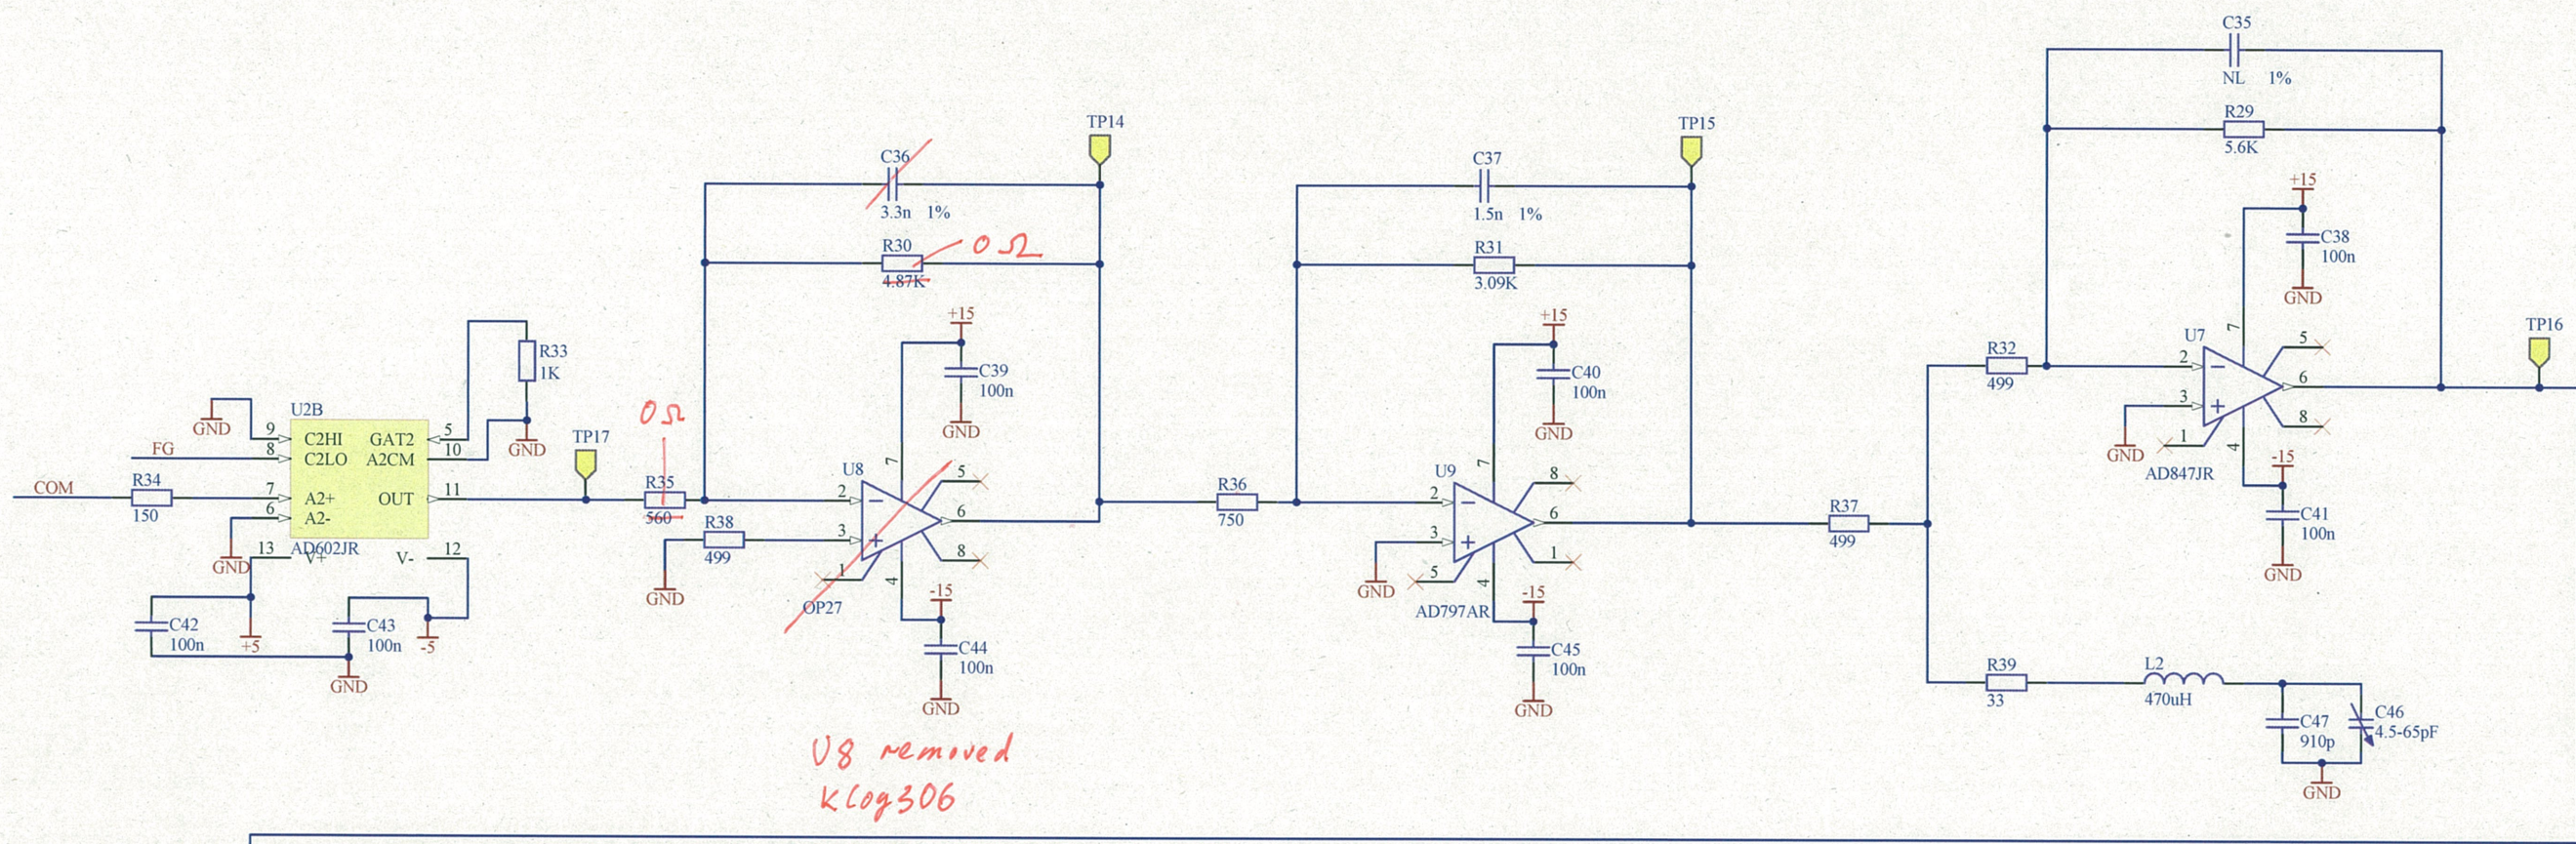 C35
NL 1%
R29
5.6K
+15
C38
100n
GND
U7
7
5
2
6
3
8
1
4
GND
AD847JR
-15
C41
100n
GND
TP16
TP14
C36
3.3n 1%
R30
0 Ω
4.87K
+15
C39
100n
GND
TP15
C37
1.5n 1%
R31
3.09K
+15
C40
100n
GND
R33
1K
GND
U2B
GND
9
C2HI
GAT2
5
FG
8
C2LO
A2CM
10
COM
R34
150
7
A2+
OUT
11
6
A2-
GND
AD602JR
13
V+
V-
12
C42
100n
+5
C43
100n
-5
GND
TP17
0 Ω
R35
560
R38
499
GND
U8
7
5
2
6
3
8
1
4
OP27
-15
C44
100n
GND
U8 removed
Klog306
R36
750
U9
7
8
2
6
3
1
5
4
GND
AD797AR
-15
C45
100n
GND
R37
499
R32
499
R39
33
L2
470uH
C47
910p
C46
4.5-65pF
GND